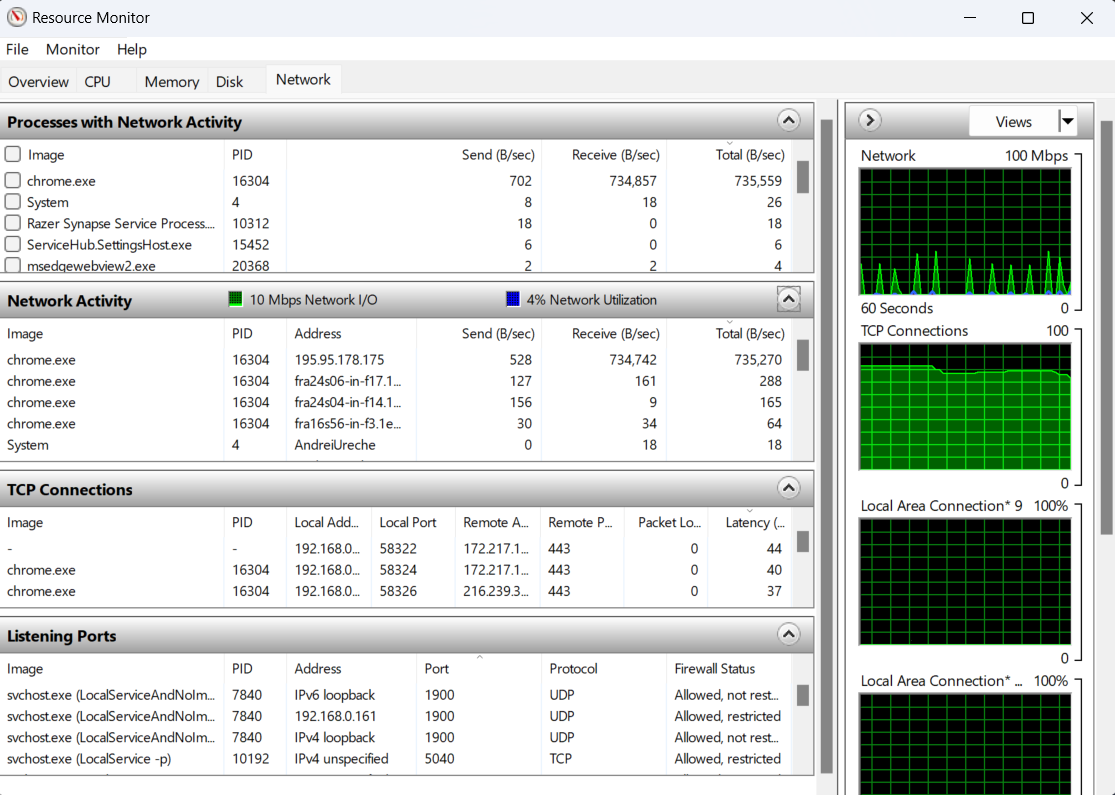 Resource Monitor
File Monitor Help
Overview CPU Memory Disk Network
Processes with Network Activity
Image PID Send (B/sec) Receive (B/sec) Total (B/sec)
chrome.exe 16304 702 734,857 735,559
System 4 8 18 26
Razer Synapse Service Process.... 10312 18 0 18
ServiceHub.SettingsHost.exe 15452 6 0 6
msedgewebview2.exe 20368 2 2 4
Network Activity 10 Mbps Network I/O 4% Network Utilization
Image PID Address Send (B/sec) Receive (B/sec) Total (B/sec)
chrome.exe 16304 195.95.178.175 528 734,742 735,270
chrome.exe 16304 fra24s06-in-f17.1... 127 161 288
chrome.exe 16304 fra24s04-in-f14.1... 156 9 165
chrome.exe 16304 fra16s56-in-f3.1e... 30 34 64
System 4 AndreiUreche 0 18 18
TCP Connections
Image PID Local Add... Local Port Remote A... Remote P... Packet Lo... Latency (...
- - 192.168.0... 58322 172.217.1... 443 0 44
chrome.exe 16304 192.168.0... 58324 172.217.1... 443 0 40
chrome.exe 16304 192.168.0... 58326 216.239.3... 443 0 37
Listening Ports
Image PID Address Port Protocol Firewall Status
svchost.exe (LocalServiceAndNoIm... 7840 IPv6 loopback 1900 UDP Allowed, not rest...
svchost.exe (LocalServiceAndNoIm... 7840 192.168.0.161 1900 UDP Allowed, restricted
svchost.exe (LocalServiceAndNoIm... 7840 IPv4 loopback 1900 UDP Allowed, not rest...
svchost.exe (LocalService -p) 10192 IPv4 unspecified 5040 TCP Allowed, restricted
Views
Network 100 Mbps
60 Seconds 0
TCP Connections 100
0
Local Area Connection* 9 100%
0
Local Area Connection* ... 100%